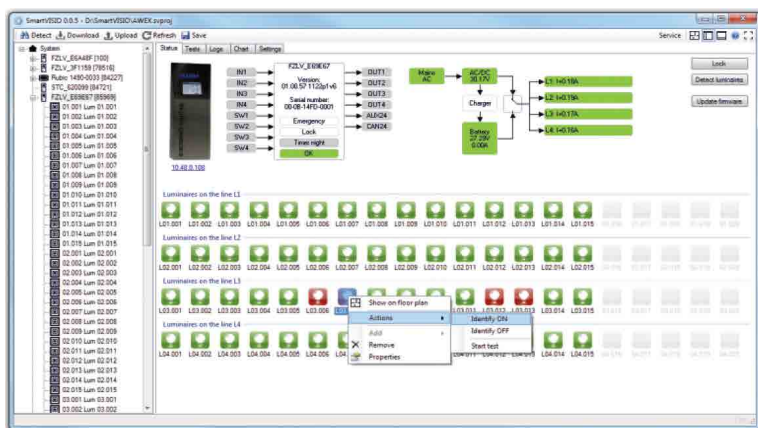 SmartVISIO 0.0.5 - D:\SmartVISIO\AWEK.svproj
Detect Download Upload Refresh Save Service
System
FZLV_E6A48F [100]
FZLV_3F1159 [79516]
Rubic 1490-0033 [84227]
STC_620099 [84721]
FZLV_E69E67 [85969]
01.001 Lum 01.001
01.002 Lum 01.002
01.003 Lum 01.003
01.004 Lum 01.004
01.005 Lum 01.005
01.006 Lum 01.006
01.007 Lum 01.007
01.008 Lum 01.008
01.009 Lum 01.009
01.010 Lum 01.010
01.011 Lum 01.011
01.012 Lum 01.012
01.013 Lum 01.013
01.014 Lum 01.014
01.015 Lum 01.015
02.001 Lum 02.001
02.002 Lum 02.002
02.003 Lum 02.003
02.004 Lum 02.004
02.005 Lum 02.005
02.006 Lum 02.006
02.007 Lum 02.007
02.008 Lum 02.008
02.009 Lum 02.009
02.010 Lum 02.010
02.011 Lum 02.011
02.012 Lum 02.012
02.013 Lum 02.013
02.014 Lum 02.014
02.015 Lum 02.015
03.001 Lum 03.001
03.002 Lum 03.002
Status Tests Logs Chart Settings
10.48.0.106
IN1
IN2
IN3
IN4
SW1
SW2
SW3
SW4
FZLV_E69E67
Version:
01.06.57 1122p1v6
Serial number:
00-08-14FD-0001
Emergency
Lock
Timer night
OK
OUT1
OUT2
OUT3
OUT4
AUX24
CAN24
Mains
AC
AC/DC
30.17V
Charger
Battery
27.29V
0.00A
L1: I=0.18A
L2: I=0.19A
L3: I=0.17A
L4: I=0.16A
Lock
Detect luminaires
Update firmware
Luminaires on the line L1
L01.001 L01.002 L01.003 L01.004 L01.005 L01.006 L01.007 L01.008 L01.009 L01.010 L01.011 L01.012 L01.013 L01.014 L01.015
Luminaires on the line L2
L02.001 L02.002 L02.003 L02.004 L02.005 L02.006 L02.007 L02.008 L02.009 L02.010 L02.011 L02.012 L02.013 L02.014 L02.015
Luminaires on the line L3
L03.001 L03.002 L03.003 L03.004 L03.005 L03.006 L03.014 L03.015
Luminaires on the line L4
L04.001 L04.002 L04.003 L04.004 L04.005 L04.006 L04.014 L04.015
Show on floor plan
Actions
Add
Remove
Properties
Identify ON
Identify OFF
Start test